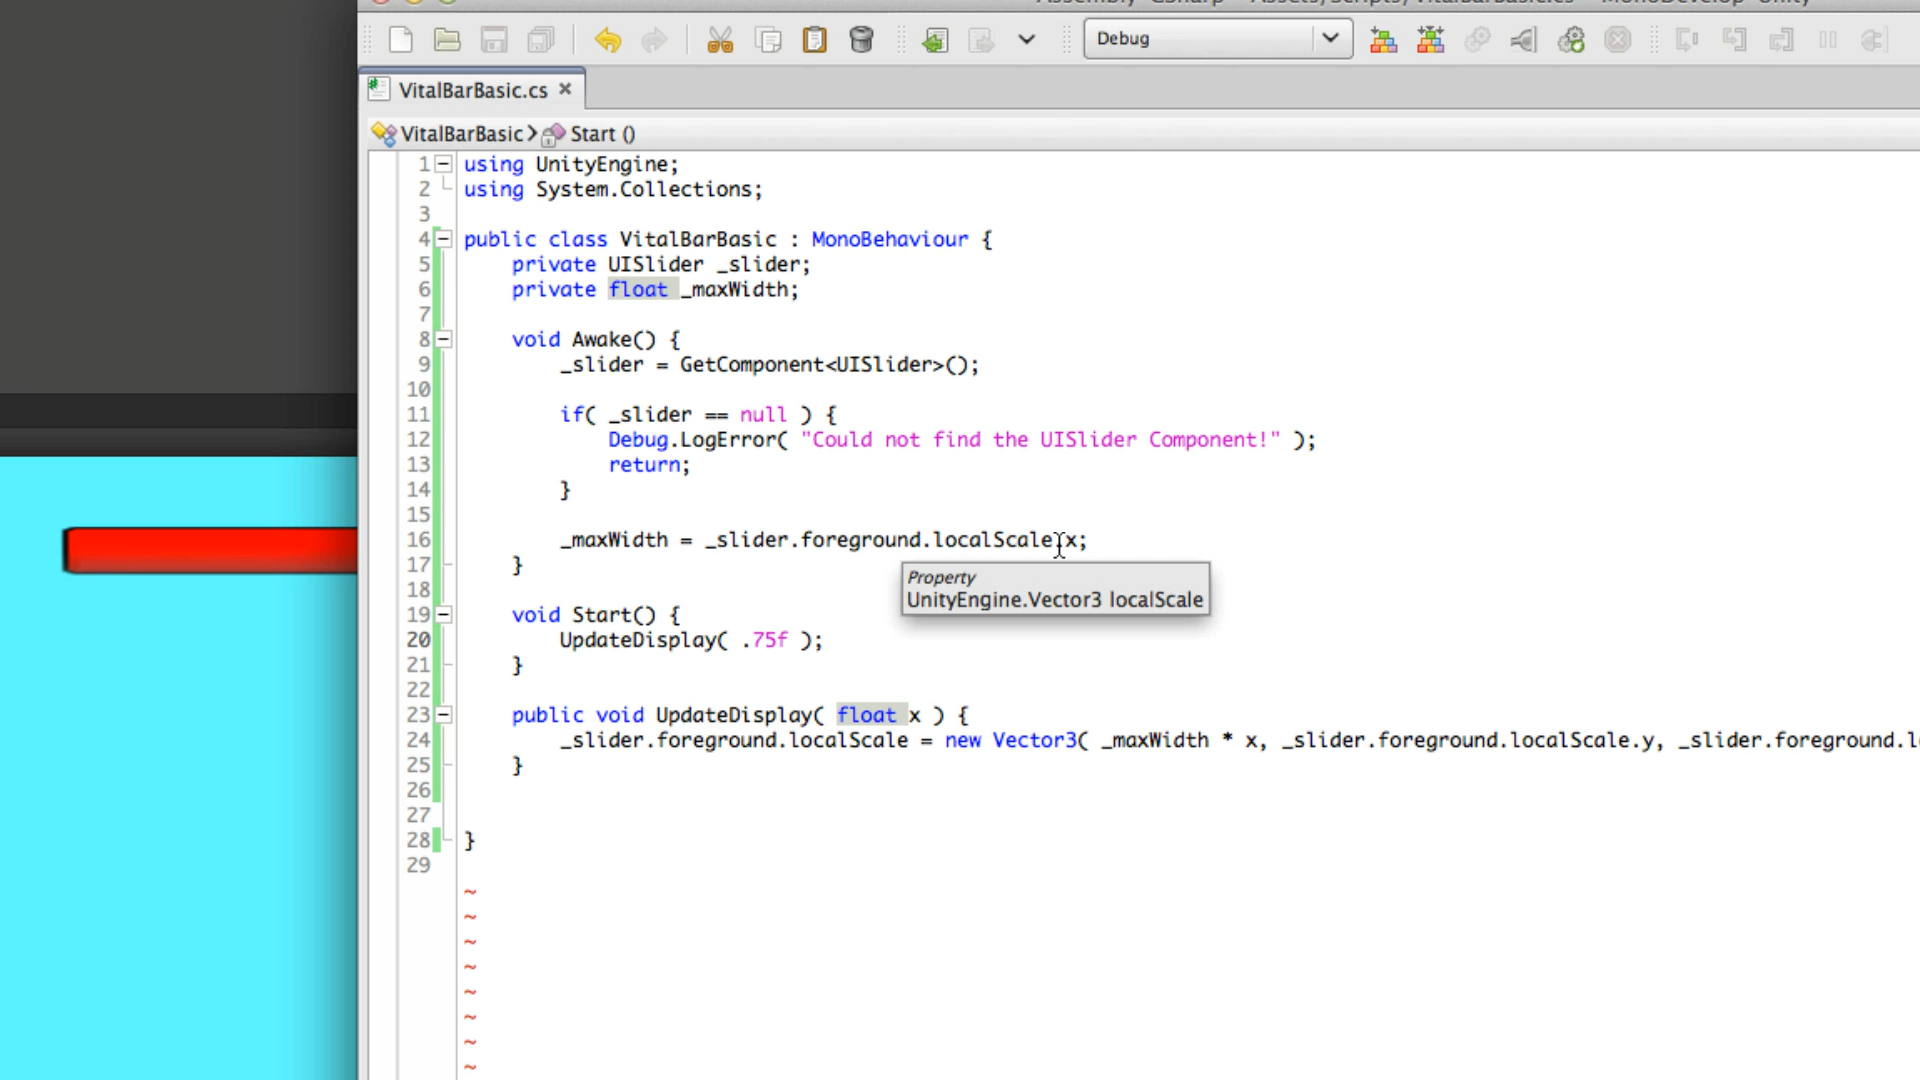 Debug
VitalBarBasic.cs
VitalBarBasic
Start ()
1 using UnityEngine;
2 using System.Collections;
3
4 public class VitalBarBasic : MonoBehaviour {
5 private UISlider _slider;
6 private float _maxWidth;
7
8 void Awake() {
9 _slider = GetComponent<UISlider>();
10
11 if( _slider == null ) {
12 Debug.LogError( "Could not find the UISlider Component!" );
13 return;
14 }
15
16 _maxWidth = _slider.foreground.localScale.x;
17 }
Property
UnityEngine.Vector3 localScale
18
19 void Start() {
20 UpdateDisplay( .75f );
21 }
22
23 public void UpdateDisplay( float x ) {
24 _slider.foreground.localScale = new Vector3( _maxWidth * x, _slider.foreground.localScale.y, _slider.foreground.l
25 }
26
27
28 }
29
~
~
~
~
~
~
~
~